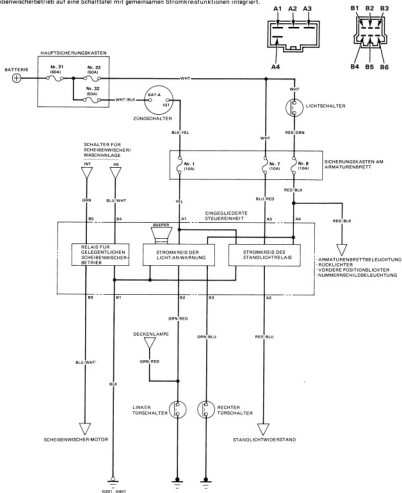 benwischerbetrieb auf eine Schalttafel mit gemeinsamen Stromkreisfunktionen integriert.
A1 A2 A3
B1 B2 B3
A4
B4 B5 B6
HAUPTSICHERUNGSKASTEN
BATTERIE
Nr. 31
(50A)
Nr. 33
(50A)
Nr. 32
(50A)
WHT
WHT/BLK
BAT-A
IG1
ZÜNDSCHALTER
WHT
LICHTSCHALTER
SCHALTER FÜR
SCHEIBENWISCHER/
WASCHANLAGE
BLK/YEL
WHT
RED/GRN
INT
Nr. 1
(10A)
Nr. 7
(10A)
Nr. 8
(10A)
SICHERUNGSKASTEN AM
ARMATURENBRETT
GRN
BLU/WHT
YEL
BLU/RED
RED/BLK
RED/BLK
EINGEGLIEDERTE
STEUEREINHEIT
B5
B4
A1
A3
A4
BEEPER
RELAIS FÜR
GELEGENTLICHEN
SCHEIBENWISCHER-
BETRIEB
STROMKREIS DER
LICHT-AN-WARNUNG
STROMKREIS DES
STANDLICHTRELAIS
ARMATURENBRETTBELEUCHTUNG
RÜCKLICHTER
VORDERE POSITIONSLICHTER
NUMMERNSCHILDBELEUCHTUNG
B6
B1
B2
B3
A2
GRN/RED
DECKENLAMPE
GRN/RED
GRN/BLU
RED/BLU
BLU/WHT
BLK
LINKER
TÜRSCHALTER
RECHTER
TÜRSCHALTER
SCHEIBENWISCHER-MOTOR
STANDLICHTWIDERSTAND
G201, G401